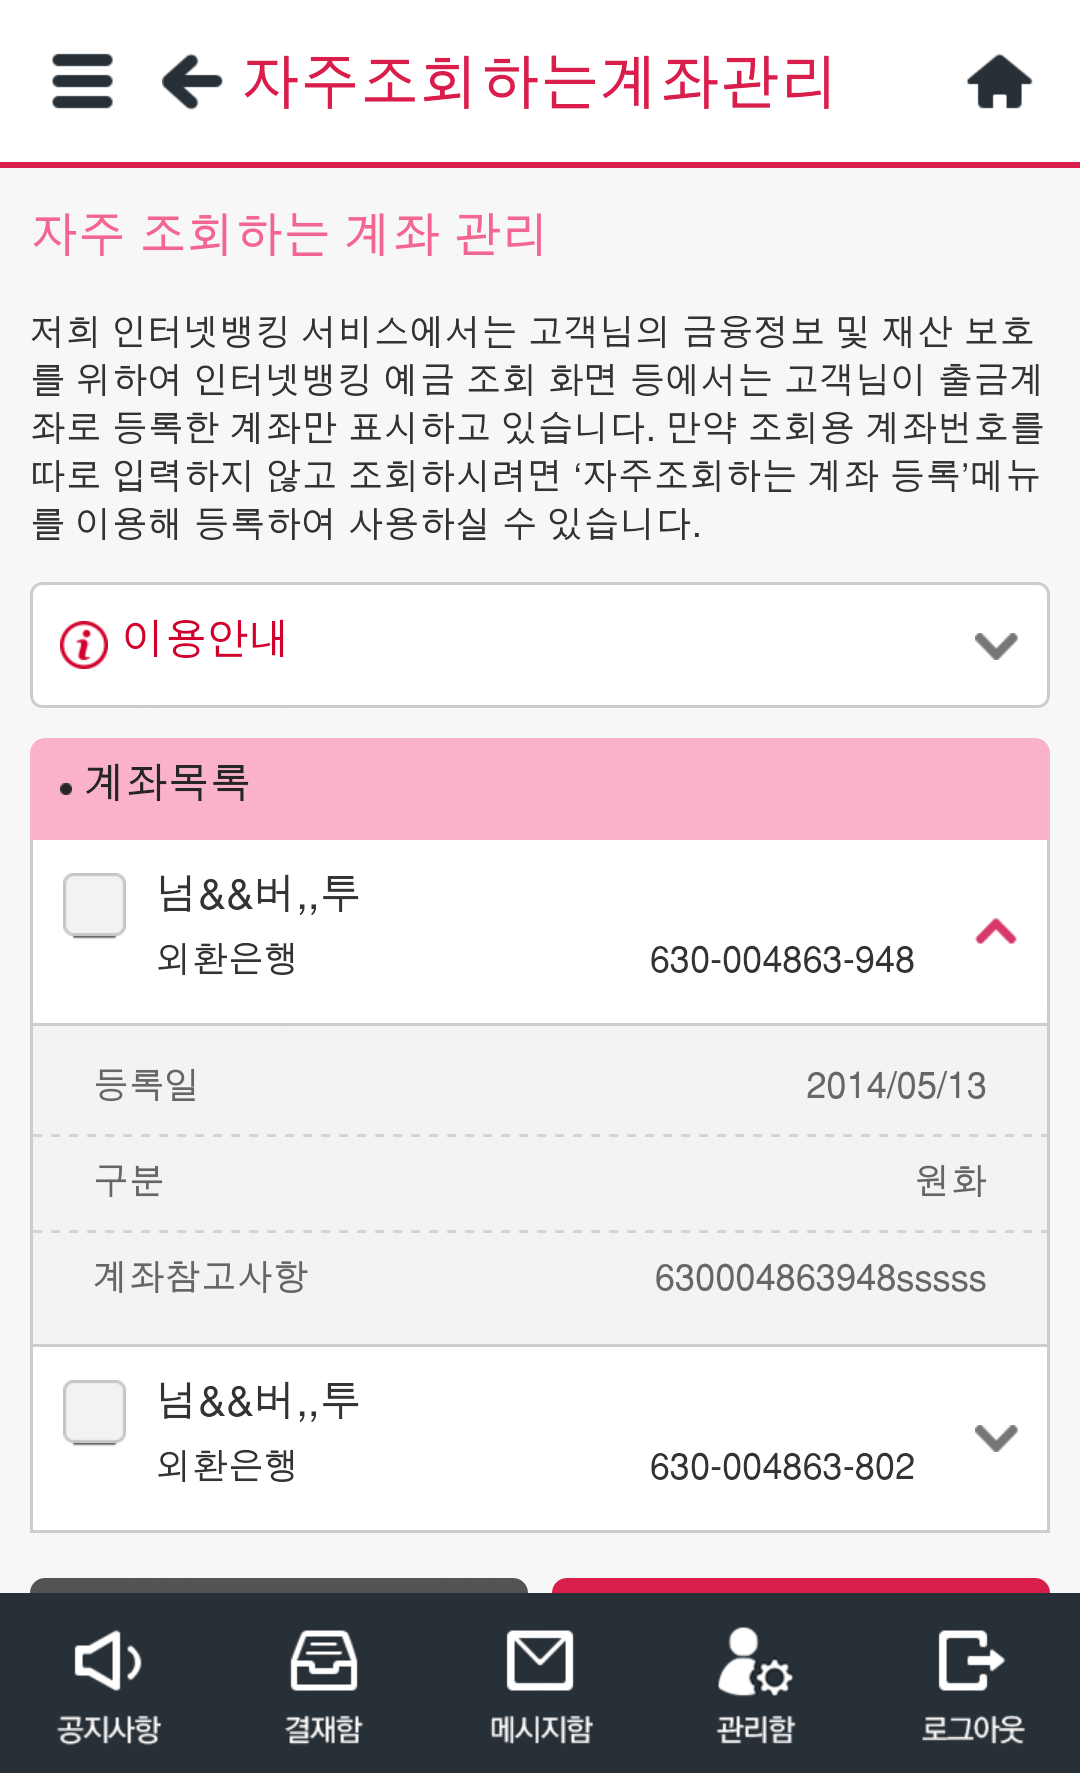 자주조회하는계좌관리
자주 조회하는 계좌 관리
저희 인터넷뱅킹 서비스에서는 고객님의 금융정보 및 재산 보호
를 위하여 인터넷뱅킹 예금 조회 화면 등에서는 고객님이 출금계
좌로 등록한 계좌만 표시하고 있습니다. 만약 조회용 계좌번호를
따로 입력하지 않고 조회하시려면 ‘자주조회하는 계좌 등록’메뉴
를 이용해 등록하여 사용하실 수 있습니다.
이용안내
• 계좌목록
넘&&버,,투
외환은행 630-004863-948
등록일 2014/05/13
구분 원화
계좌참고사항 630004863948sssss
넘&&버,,투
외환은행 630-004863-802
공지사항 결재함 메시지함 관리함 로그아웃